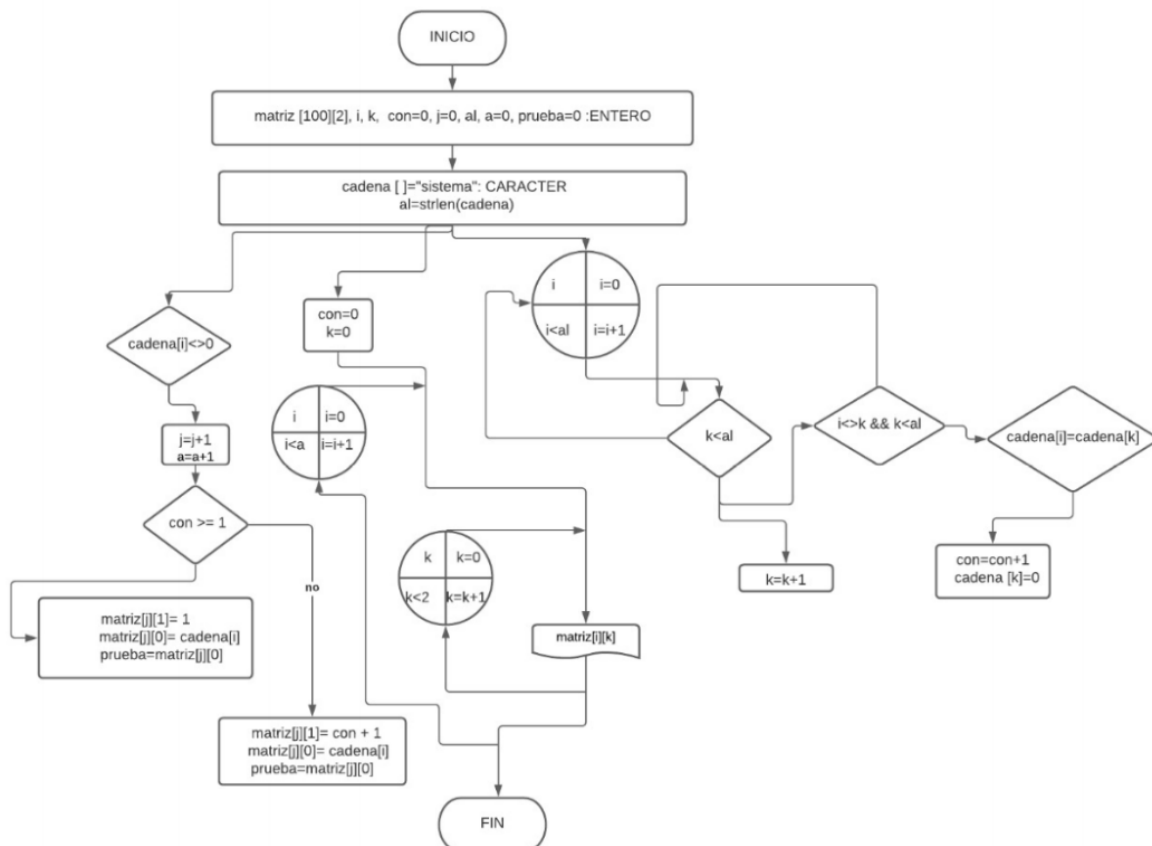 INICIO
matriz [100][2], i, k, con=0, j=0, al, a=0, prueba=0 :ENTERO
cadena [ ]="sistema": CARACTER
al=strlen(cadena)
cadena[i]<>0
j=j+1
a=a+1
con >= 1
no
matriz[j][1]= 1
matriz[j][0]= cadena[i]
prueba=matriz[j][0]
matriz[j][1]= con + 1
matriz[j][0]= cadena[i]
prueba=matriz[j][0]
con=0
k=0
i
i=0
i<a
i=i+1
k
k=0
k<2
k=k+1
matriz[i][k]
i
i=0
i<al
i=i+1
k<al
i<>k && k<al
cadena[i]=cadena[k]
k=k+1
con=con+1
cadena [k]=0
FIN